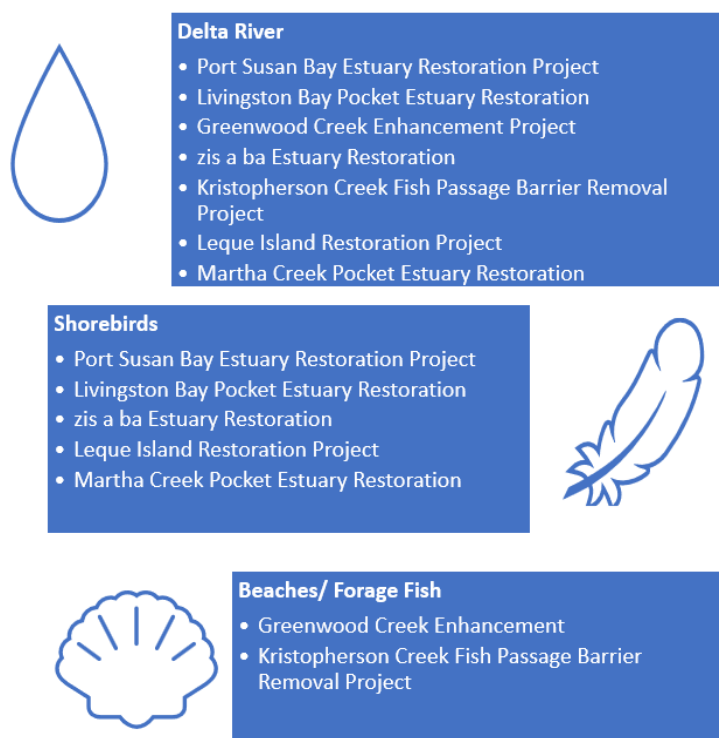 Delta River
• Port Susan Bay Estuary Restoration Project
• Livingston Bay Pocket Estuary Restoration
• Greenwood Creek Enhancement Project
• zis a ba Estuary Restoration
• Kristopherson Creek Fish Passage Barrier Removal
Project
• Leque Island Restoration Project
• Martha Creek Pocket Estuary Restoration
Shorebirds
• Port Susan Bay Estuary Restoration Project
• Livingston Bay Pocket Estuary Restoration
• zis a ba Estuary Restoration
• Leque Island Restoration Project
• Martha Creek Pocket Estuary Restoration
Beaches/ Forage Fish
• Greenwood Creek Enhancement
• Kristopherson Creek Fish Passage Barrier
Removal Project